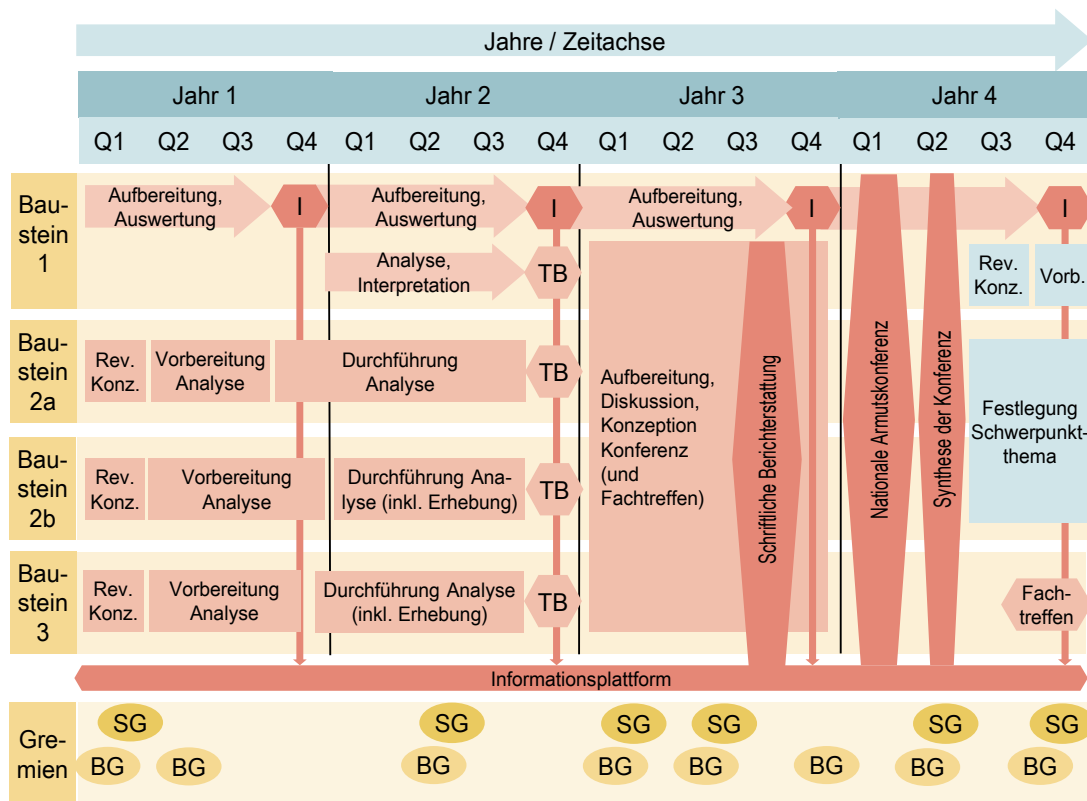 Jahre / Zeitachse
Jahr 1 Jahr 2 Jahr 3 Jahr 4
Q1 Q2 Q3 Q4 Q1 Q2 Q3 Q4 Q1 Q2 Q3 Q4 Q1 Q2 Q3 Q4
Bau-
stein
1
Aufbereitung,
Auswertung
I
Aufbereitung,
Auswertung
I
Aufbereitung,
Auswertung
I
I
Analyse,
Interpretation
TB
Rev.
Konz.
Vorb.
Bau-
stein
2a
Rev.
Konz.
Vorbereitung
Analyse
Durchführung
Analyse
TB
Aufbereitung,
Diskussion,
Konzeption
Konferenz
(und
Fachtreffen)
Schriftliche Berichterstattung
Nationale Armutskonferenz
Synthese der Konferenz
Festlegung
Schwerpunkt-
thema
Bau-
stein
2b
Rev.
Konz.
Vorbereitung
Analyse
Durchführung Ana-
lyse (inkl. Erhebung)
TB
Bau-
stein
3
Rev.
Konz.
Vorbereitung
Analyse
Durchführung Analyse
(inkl. Erhebung)
TB
Fach-
treffen
Informationsplattform
Gre-
mien
SG SG SG SG SG SG
BG BG BG BG BG BG BG BG